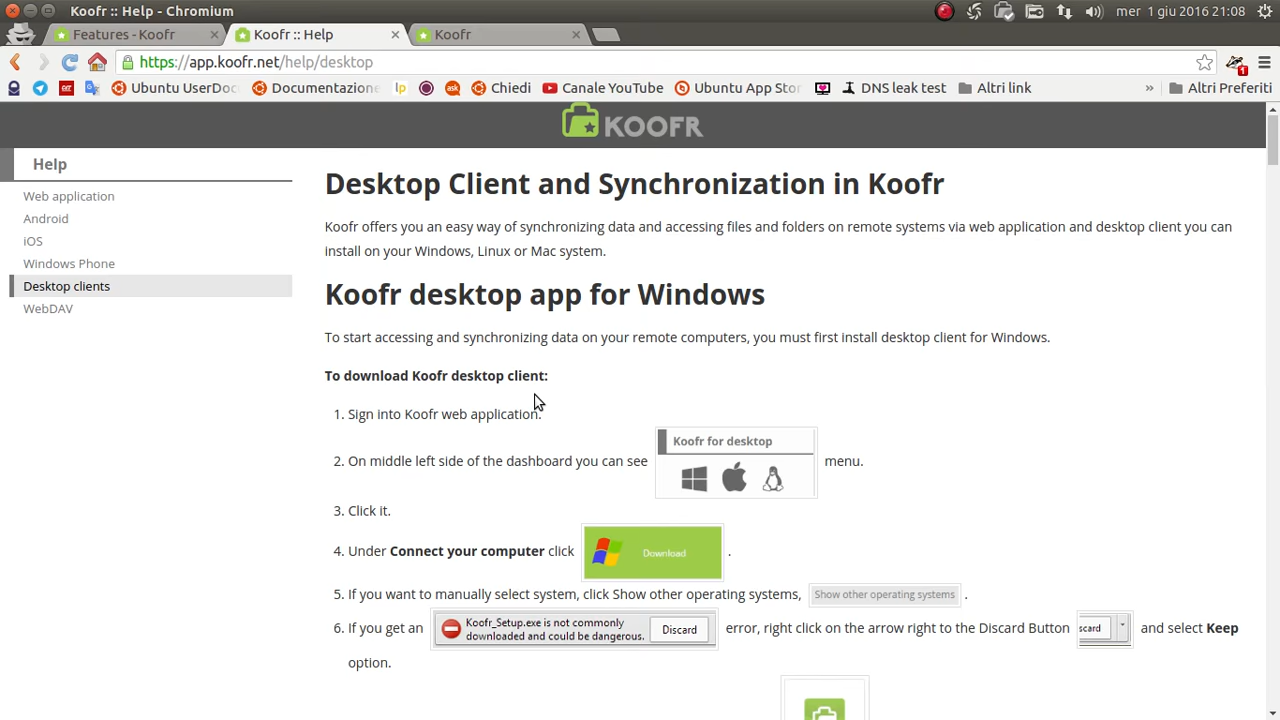 Koofr :: Help - Chromium
mer 1 giu 2016 21:08
Features - Koofr
Koofr :: Help
Koofr
https://app.koofr.net/help/desktop
1
Ubuntu UserDoc
Documentazione
lp
ask
Chiedi
Canale YouTube
Ubuntu App Stor
DNS leak test
Altri link
»
Altri Preferiti
KOOFR
Help
Web application
Android
iOS
Windows Phone
Desktop clients
WebDAV
Desktop Client and Synchronization in Koofr
Koofr offers you an easy way of synchronizing data and accessing files and folders on remote systems via web application and desktop client you can
install on your Windows, Linux or Mac system.
Koofr desktop app for Windows
To start accessing and synchronizing data on your remote computers, you must first install desktop client for Windows.
To download Koofr desktop client:
1. Sign into Koofr web application.
Koofr for desktop
2. On middle left side of the dashboard you can see menu.
3. Click it.
4. Under Connect your computer click Download .
5. If you want to manually select system, click Show other operating systems, Show other operating systems .
6. If you get an Koofr_Setup.exe is not commonly downloaded and could be dangerous. Discard error, right click on the arrow right to the Discard Button scard and select Keep
option.